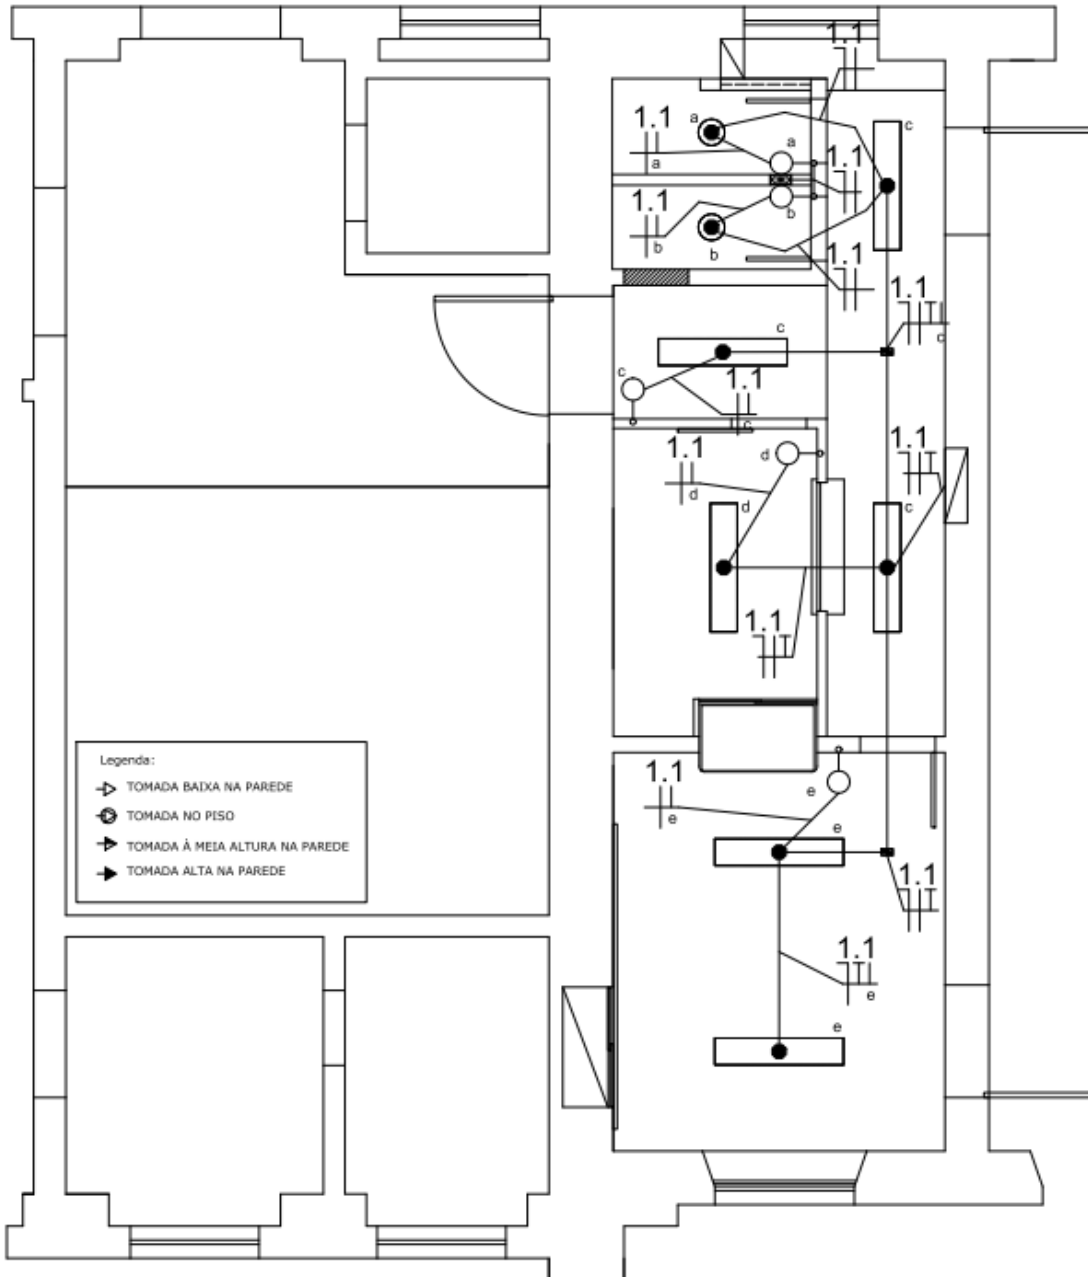 1.1
a
c
1.1
a
a
1.1
1.1
b
b
b
1.1
1.1
c
c
c
1.1
c
1.1
d
d
d
1.1
c
1.1
Legenda:
TOMADA BAIXA NA PAREDE
TOMADA NO PISO
TOMADA À MEIA ALTURA NA PAREDE
TOMADA ALTA NA PAREDE
1.1
e
e
e
1.1
1.1
e
e